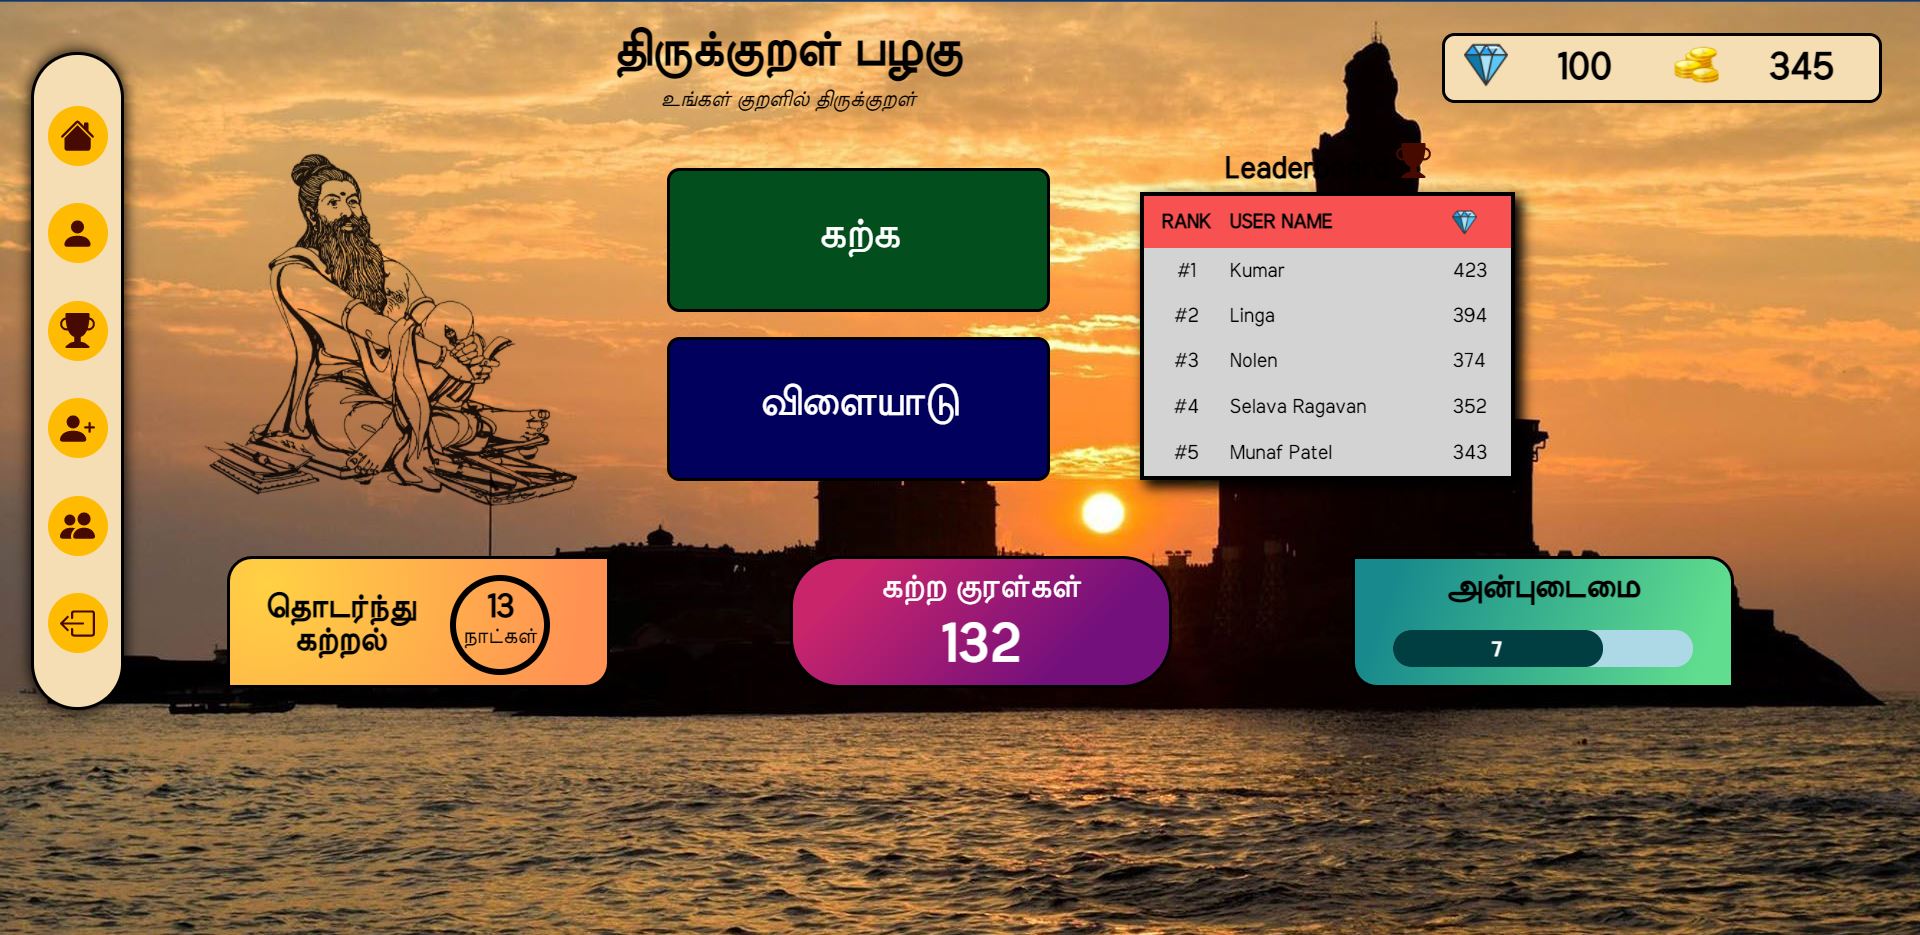 திருக்குறள் பழகு
உங்கள் குறளில் திருக்குறள்
100 345
கற்க
விளையாடு
RANK USER NAME
#1 Kumar 423
#2 Linga 394
#3 Nolen 374
#4 Selava Ragavan 352
#5 Munaf Patel 343
தொடர்ந்து
கற்றல்
13
நாட்கள்
கற்ற குரள்கள்
132
அன்புடைமை
7